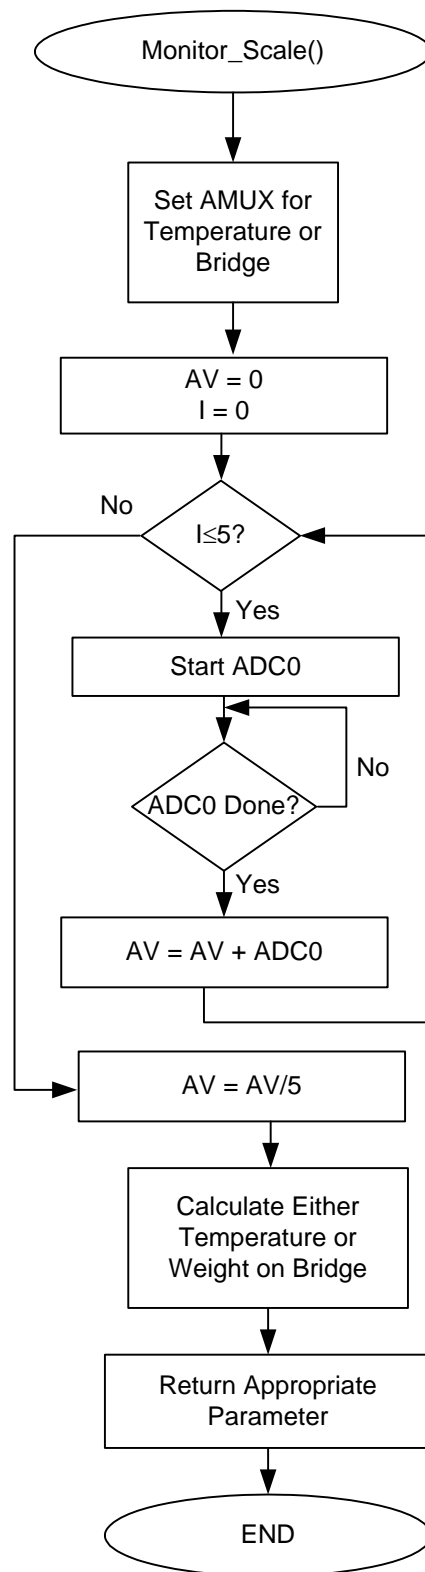 Monitor_Scale()
Set AMUX for
Temperature or
Bridge
AV = 0
I = 0
No
I≤5?
Yes
Start ADC0
No
ADC0 Done?
Yes
AV = AV + ADC0
AV = AV/5
Calculate Either
Temperature or
Weight on Bridge
Return Appropriate
Parameter
END